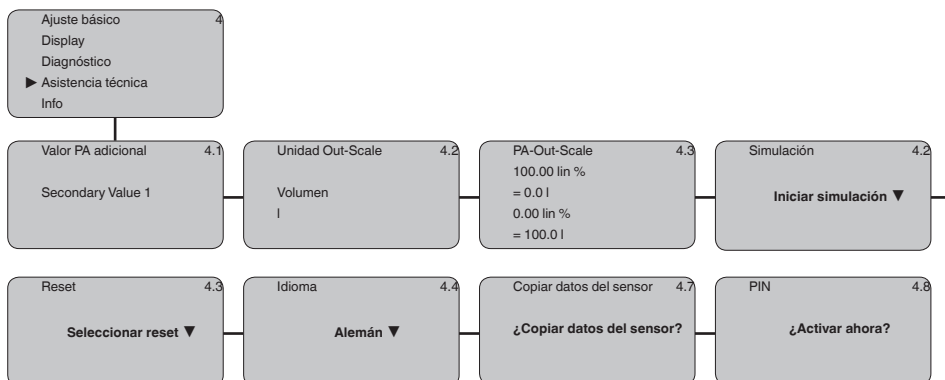 Ajuste básico 4
Display
Diagnóstico
▶ Asistencia técnica
Info
Valor PA adicional 4.1
Secondary Value 1
Unidad Out-Scale 4.2
Volumen
l
PA-Out-Scale 4.3
100.00 lin %
= 0.0 l
0.00 lin %
= 100.0 l
Simulación 4.2
Iniciar simulación ▼
Reset 4.3
Seleccionar reset ▼
Idioma 4.4
Alemán ▼
Copiar datos del sensor 4.7
¿Copiar datos del sensor?
PIN 4.8
¿Activar ahora?